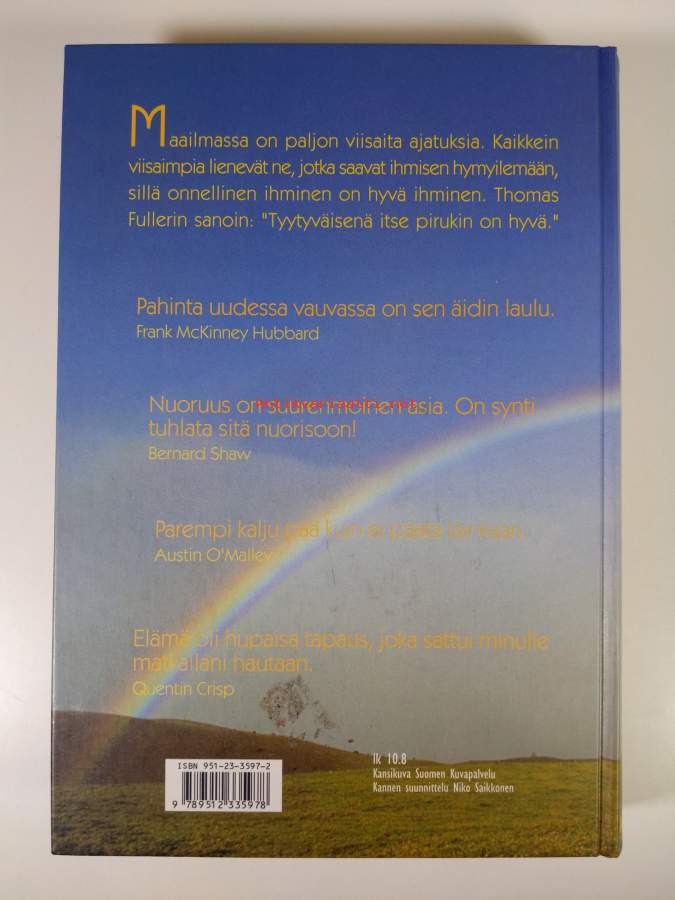 Maailmassa on paljon viisaita ajatuksia. Kaikkein
viisaimpia lienevät ne, jotka saavat ihmisen hymyilemään,
sillä onnellinen ihminen on hyvä ihminen. Thomas
Fullerin sanoin: "Tyytyväisenä itse pirukin on hyvä."
Pahinta uudessa vauvassa on sen äidin laulu.
Frank McKinney Hubbard
Nuoruus on suurenmoinen asia. On synti
tuhlata sitä nuorisoon!
Bernard Shaw
Parempi kalju pää kuin ei päätä lainkaan.
Austin O'Malley
Elämä oli hupaisa tapaus, joka sattui minulle
matkallani hautaan.
Quentin Crisp
ISBN 951-23-3597-2
9 789512 335978
lk 10.8
Kansikuva Suomen Kuvapalvelu
Kannen suunnittelu Niko Saikkonen